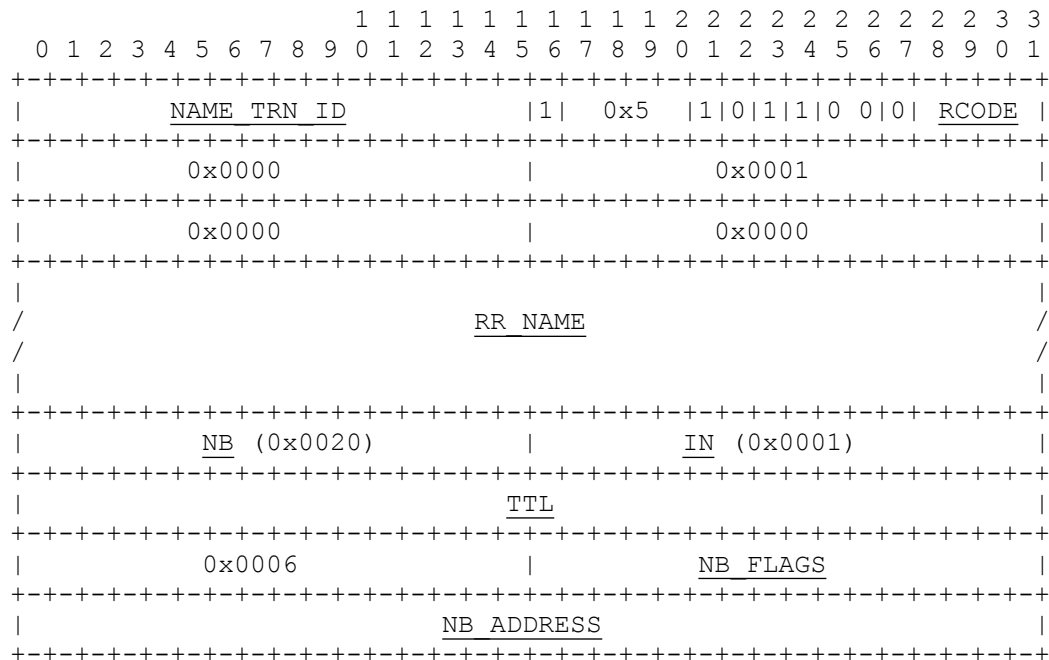 1 1 1 1 1 1 1 1 1 1 2 2 2 2 2 2 2 2 2 2 3 3
  0 1 2 3 4 5 6 7 8 9 0 1 2 3 4 5 6 7 8 9 0 1 2 3 4 5 6 7 8 9 0 1
+-+-+-+-+-+-+-+-+-+-+-+-+-+-+-+-+-+-+-+-+-+-+-+-+-+-+-+-+-+-+-+-+
|         NAME_TRN_ID           |1|  0x5  |1|0|1|1|0 0|0| RCODE |
+-+-+-+-+-+-+-+-+-+-+-+-+-+-+-+-+-+-+-+-+-+-+-+-+-+-+-+-+-+-+-+-+
|          0x0000               |           0x0001              |
+-+-+-+-+-+-+-+-+-+-+-+-+-+-+-+-+-+-+-+-+-+-+-+-+-+-+-+-+-+-+-+-+
|          0x0000               |           0x0000              |
+-+-+-+-+-+-+-+-+-+-+-+-+-+-+-+-+-+-+-+-+-+-+-+-+-+-+-+-+-+-+-+-+
|                                                               |
/                            RR_NAME                            /
/                                                               /
|                                                               |
+-+-+-+-+-+-+-+-+-+-+-+-+-+-+-+-+-+-+-+-+-+-+-+-+-+-+-+-+-+-+-+-+
|           NB (0x0020)         |         IN (0x0001)           |
+-+-+-+-+-+-+-+-+-+-+-+-+-+-+-+-+-+-+-+-+-+-+-+-+-+-+-+-+-+-+-+-+
|                              TTL                              |
+-+-+-+-+-+-+-+-+-+-+-+-+-+-+-+-+-+-+-+-+-+-+-+-+-+-+-+-+-+-+-+-+
|           0x0006              |          NB_FLAGS             |
+-+-+-+-+-+-+-+-+-+-+-+-+-+-+-+-+-+-+-+-+-+-+-+-+-+-+-+-+-+-+-+-+
|                          NB_ADDRESS                           |
+-+-+-+-+-+-+-+-+-+-+-+-+-+-+-+-+-+-+-+-+-+-+-+-+-+-+-+-+-+-+-+-+